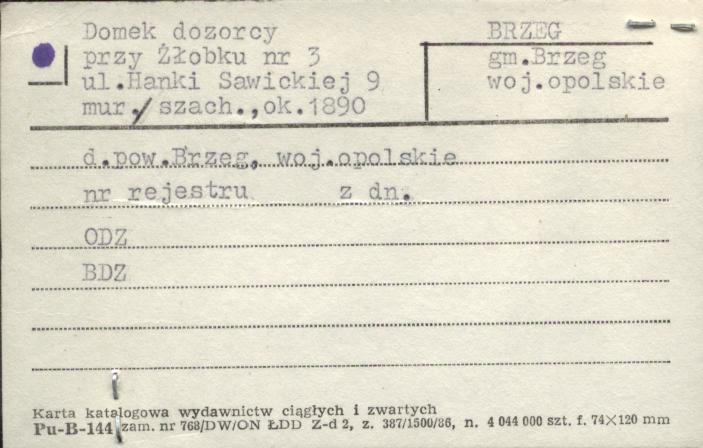 Domek dozorcy
przy Żłobku nr 3
ul.Hanki Sawickiej 9
mur./szach.,ok.1890
BRZEG
gm.Brzeg
woj.opolskie
d.pow.Brzeg, woj.opolskie
nr rejestru z dn.
ODZ
BDZ
Karta katalogowa wydawnictw ciągłych i zwartych
Pu-B-144 zam. nr 768/DW/ON ŁDD Z-d 2, z. 387/1500/86, n. 4 044 000 szt. f. 74×120 mm